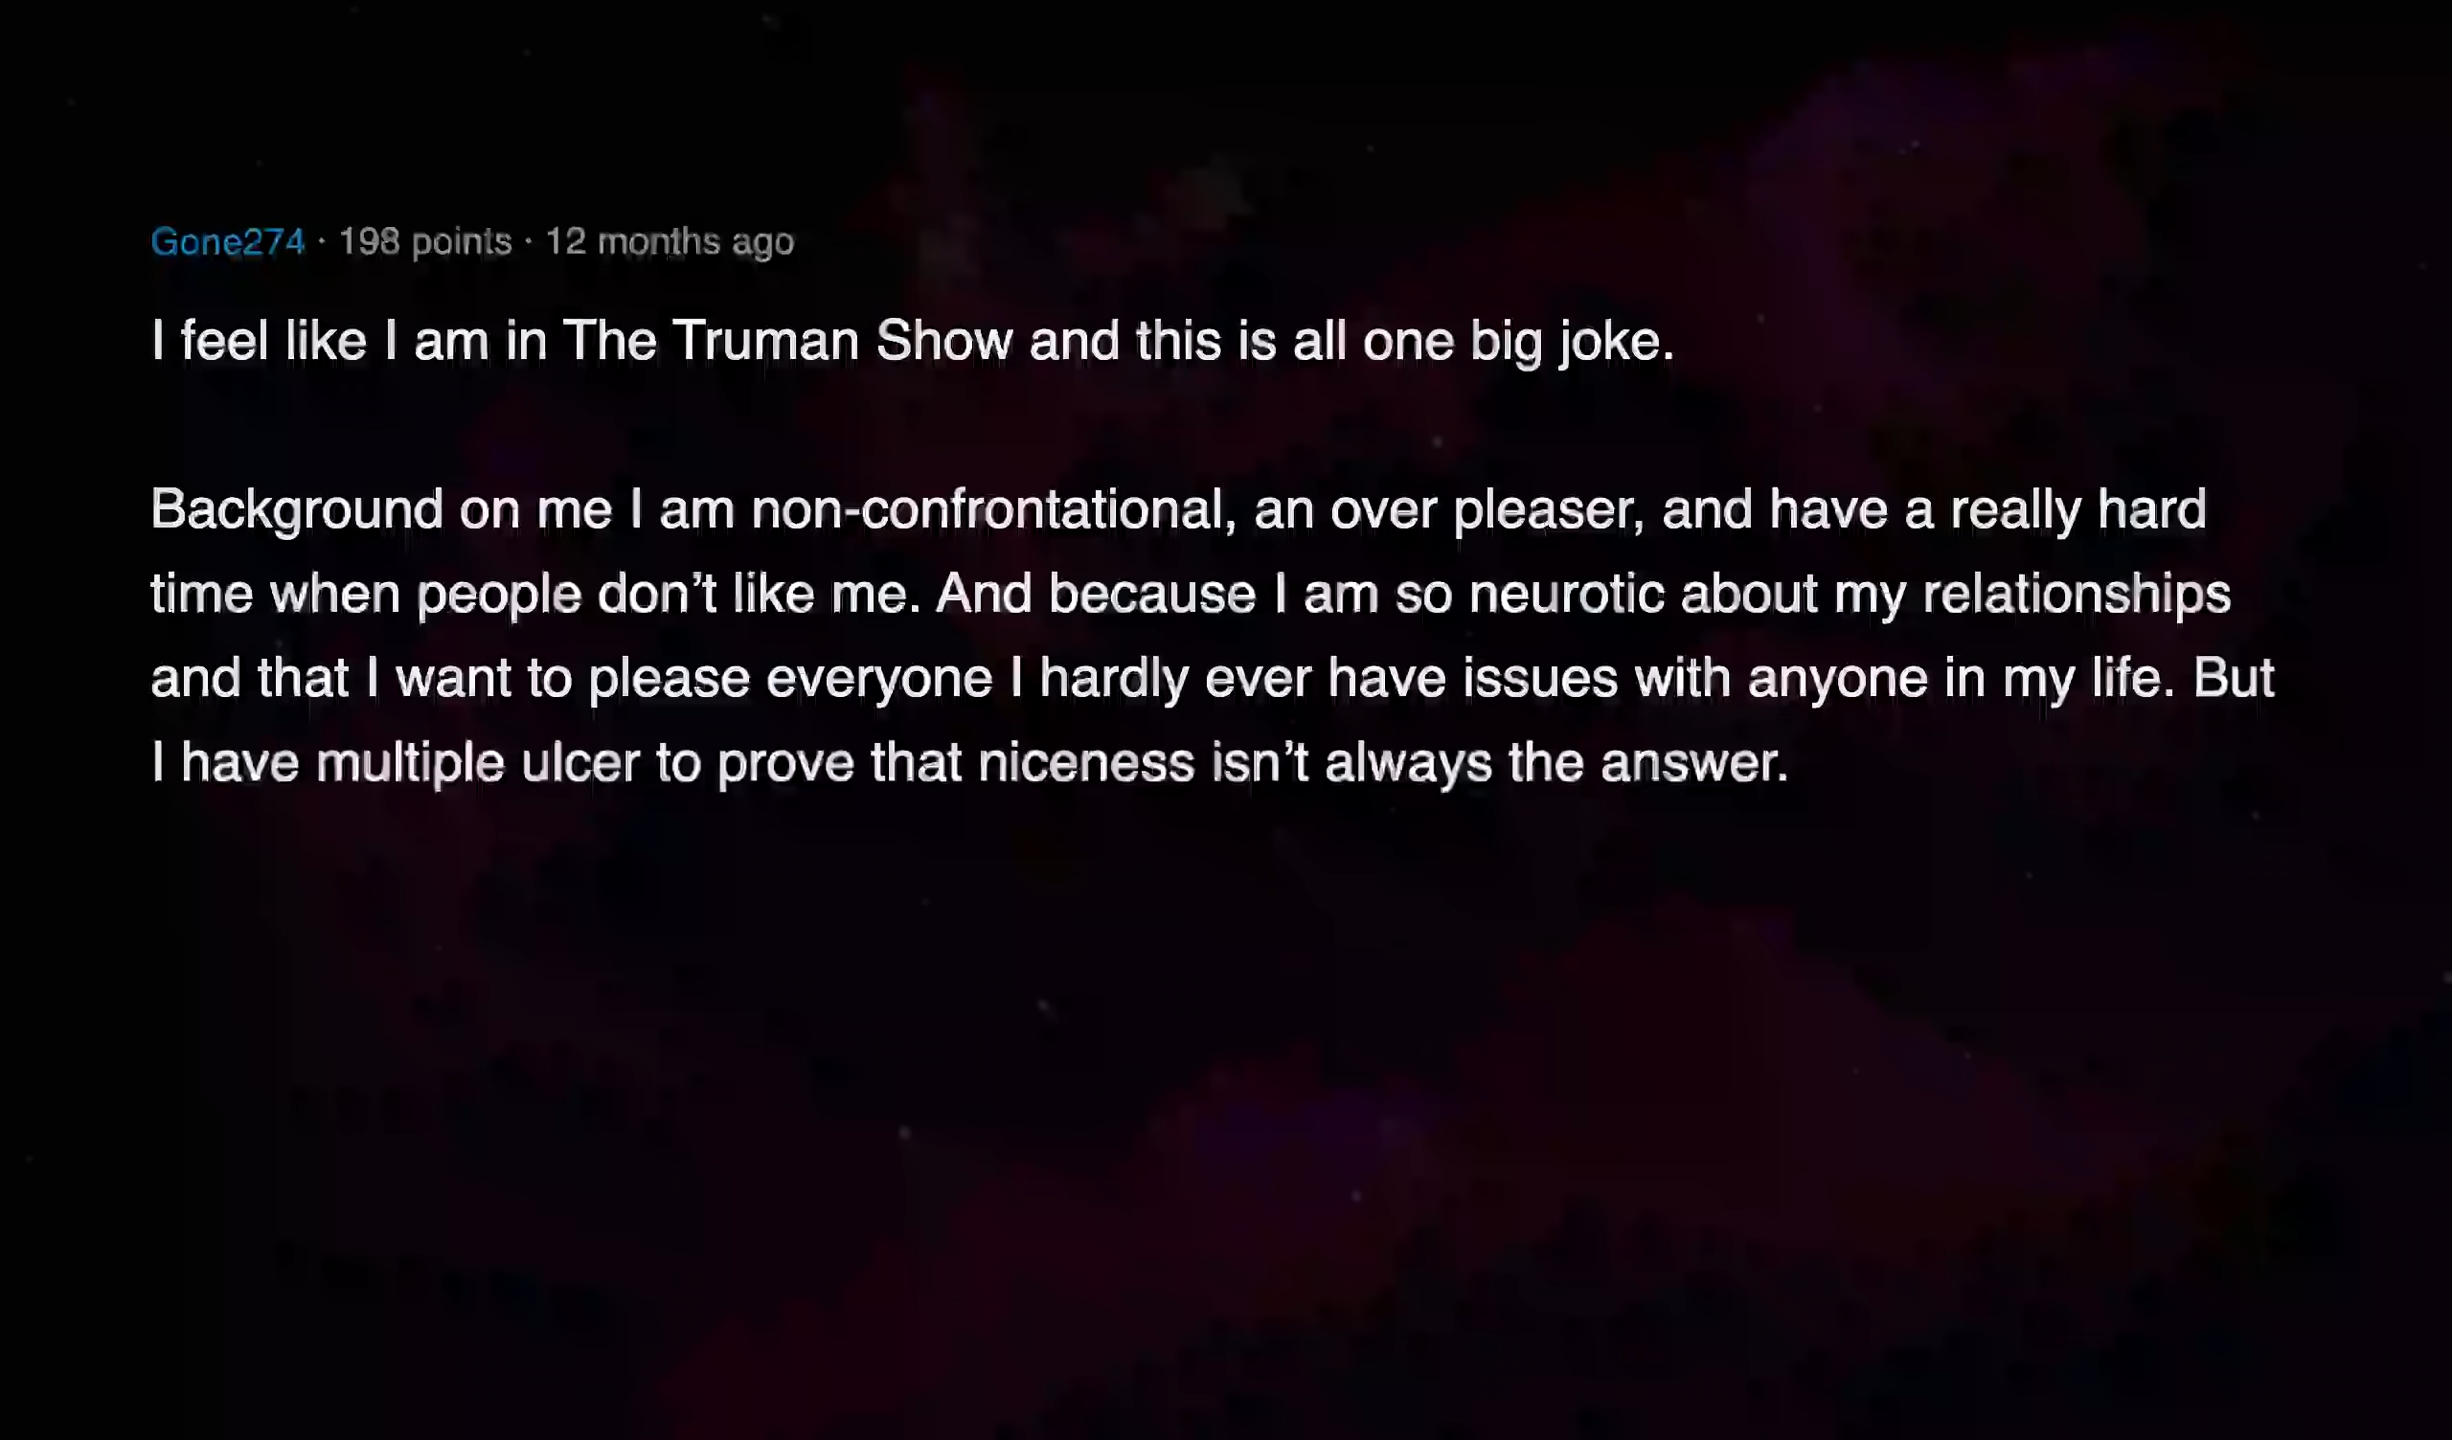 Gone274 · 198 points · 12 months ago
I feel like I am in The Truman Show and this is all one big joke.
Background on me I am non-confrontational, an over pleaser, and have a really hard
time when people don’t like me. And because I am so neurotic about my relationships
and that I want to please everyone I hardly ever have issues with anyone in my life. But
I have multiple ulcer to prove that niceness isn’t always the answer.